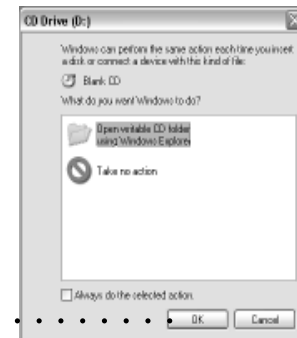 CD Drive (D:)
Windows can perform the same action each time you insert
a disk or connect a device with this kind of file:
Blank CD
What do you want Windows to do?
Open writable CD folder
using Windows Explorer
Take no action
Always do the selected action.
OK Cancel